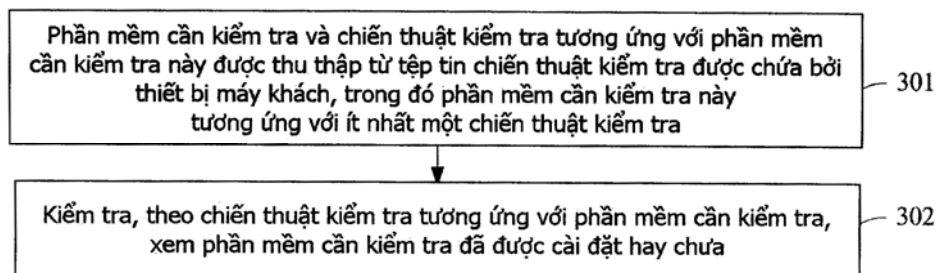 Phần mềm cần kiểm tra và chiến thuật kiểm tra tương ứng với phần mềm
cần kiểm tra này được thu thập từ tệp tin chiến thuật kiểm tra được chứa bởi
thiết bị máy khách, trong đó phần mềm cần kiểm tra này
tương ứng với ít nhất một chiến thuật kiểm tra
301
Kiểm tra, theo chiến thuật kiểm tra tương ứng với phần mềm cần kiểm tra,
xem phần mềm cần kiểm tra đã được cài đặt hay chưa
302